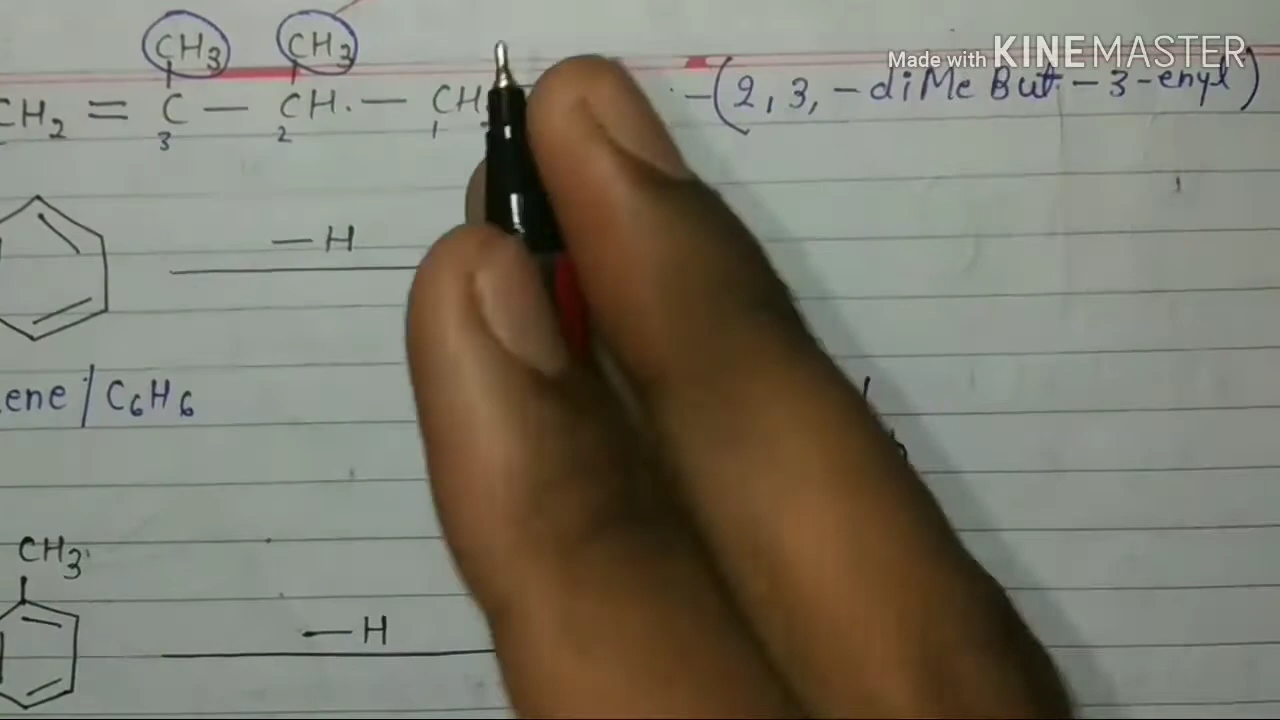 CH3 CH3
Made with KINEMASTER
CH2 = C — CH. — CH -(2,3,-diMe But-3-enyl)
3 2 1
—H
ene/C6H6
CH3
—H